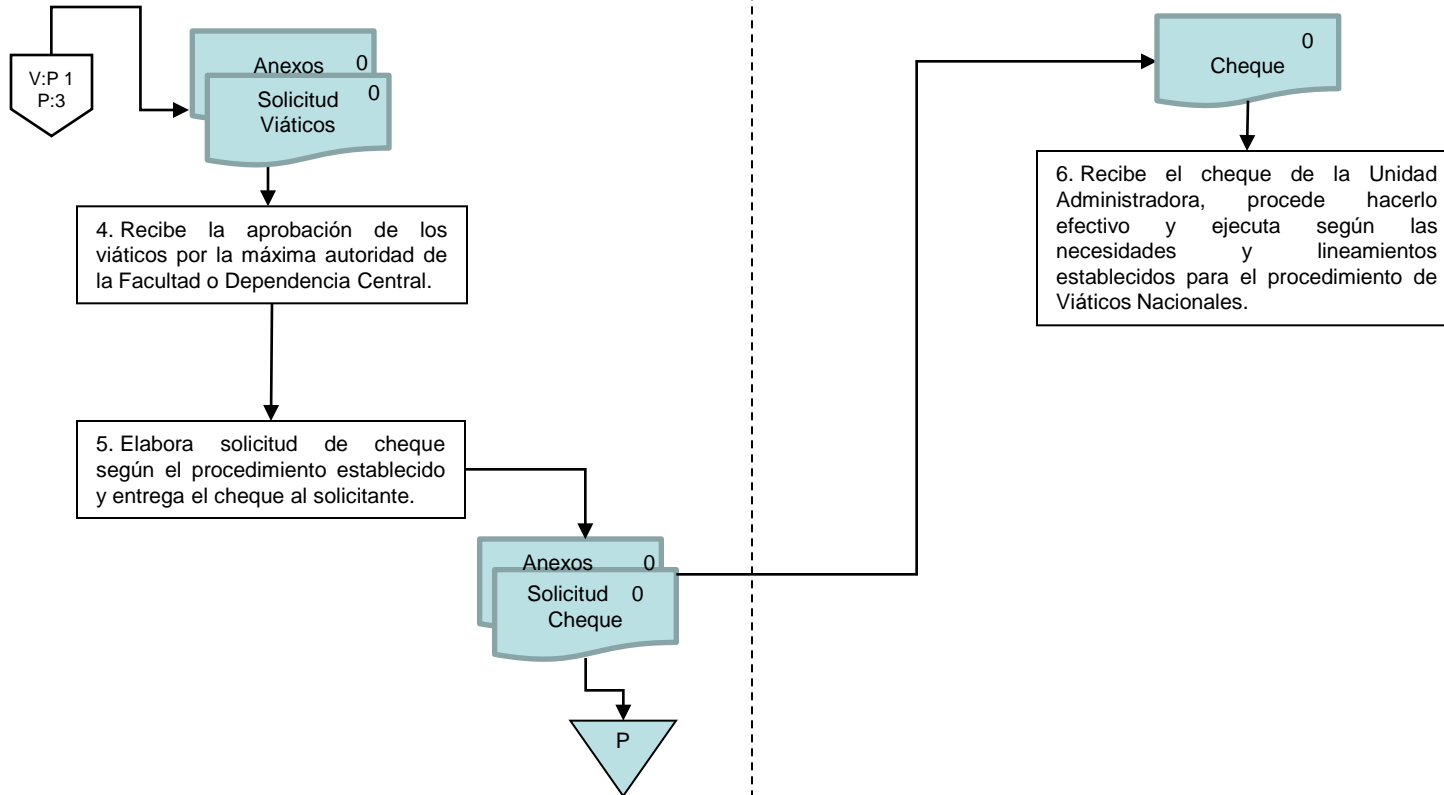 V:P 1
P:3
Anexos 0
Solicitud 0
Viáticos
4. Recibe la aprobación de los
viáticos por la máxima autoridad de
la Facultad o Dependencia Central.
5. Elabora solicitud de cheque
según el procedimiento establecido
y entrega el cheque al solicitante.
Anexos 0
Solicitud 0
Cheque
P
0
Cheque
6. Recibe el cheque de la Unidad
Administradora, procede hacerlo
efectivo y ejecuta según las
necesidades y lineamientos
establecidos para el procedimiento de
Viáticos Nacionales.